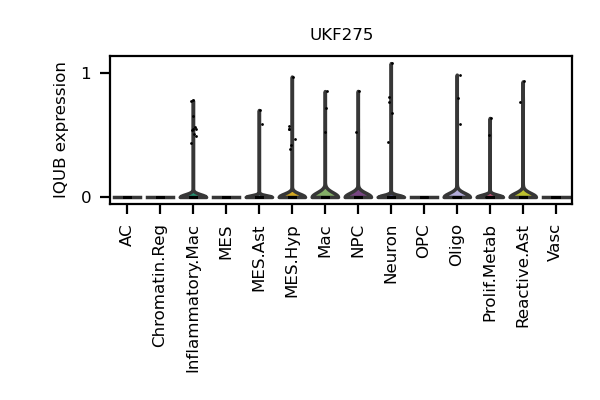 UKF275
IQUB expression
1
0
AC
Chromatin.Reg
Inflammatory.Mac
MES
MES.Ast
MES.Hyp
Mac
NPC
Neuron
OPC
Oligo
Prolif.Metab
Reactive.Ast
Vasc